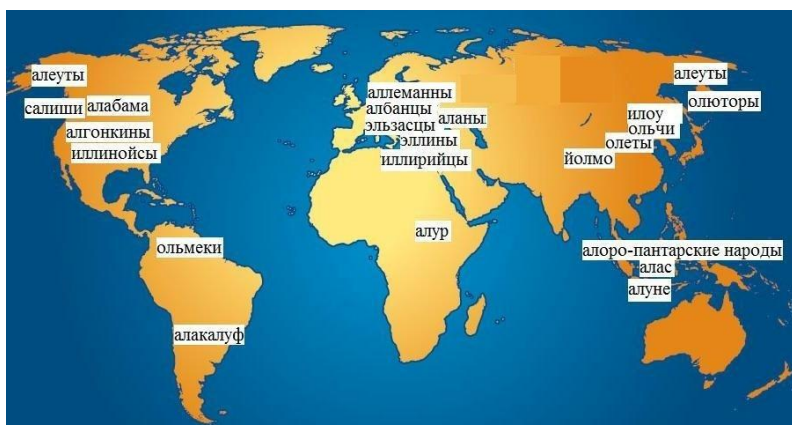 алеуты
салиши
алабама
алгонкины
иллинойсы
ольмеки
алакалуф
аллеманны
албанцы
эльзасцы
аланы
эллины
иллирийцы
алур
алеуты
олюторы
илоу
ольчи
олеты
йолмо
алоро-пантарские народы
алас
алуне